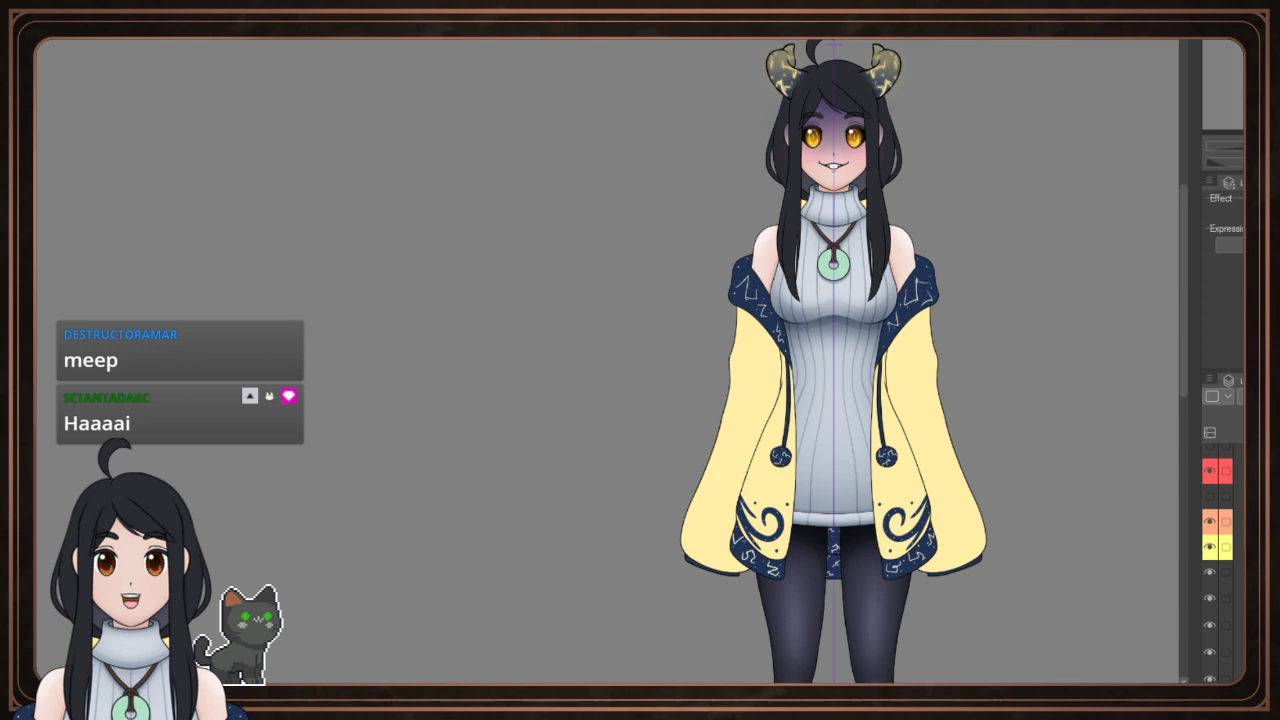 DESTRUCTORAMAR
meep
SETANTADARC
Haaaai
Effect